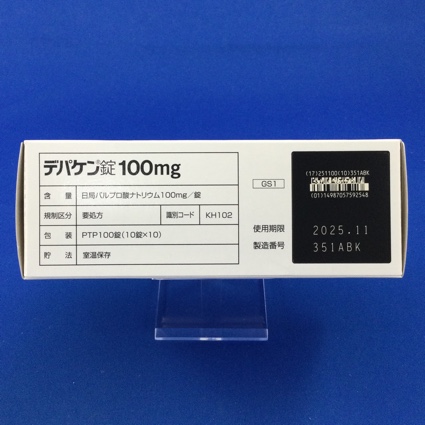 デパケン®錠100mg
含量 日局バルプロ酸ナトリウム100mg/錠
規制区分 要処方 識別コード KH102
包装 PTP100錠(10錠×10)
貯法 室温保存
GS1
(17)251100(10)351ABK
(01)14987057592548
使用期限 2025.11
製造番号 351ABK